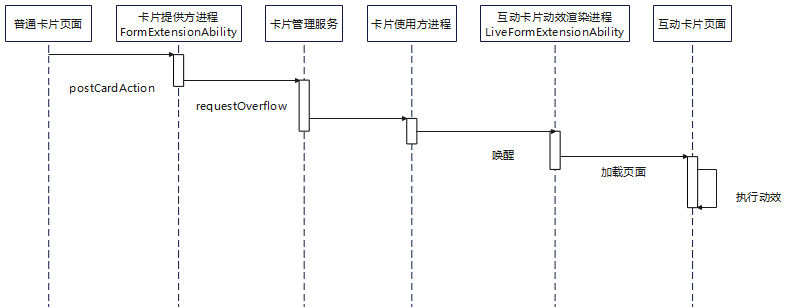 普通卡片页面
卡片提供方进程
FormExtensionAbility
卡片管理服务
卡片使用方进程
互动卡片动效渲染进程
LiveFormExtensionAbility
互动卡片页面
postCardAction
requestOverflow
唤醒
加载页面
执行动效